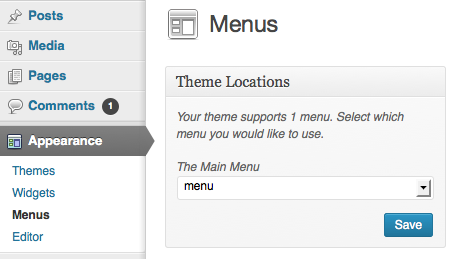 Posts
Media
Pages
Comments 1
Appearance
Themes
Widgets
Menus
Editor
Menus
Theme Locations
Your theme supports 1 menu. Select which
menu you would like to use.
The Main Menu
menu
Save